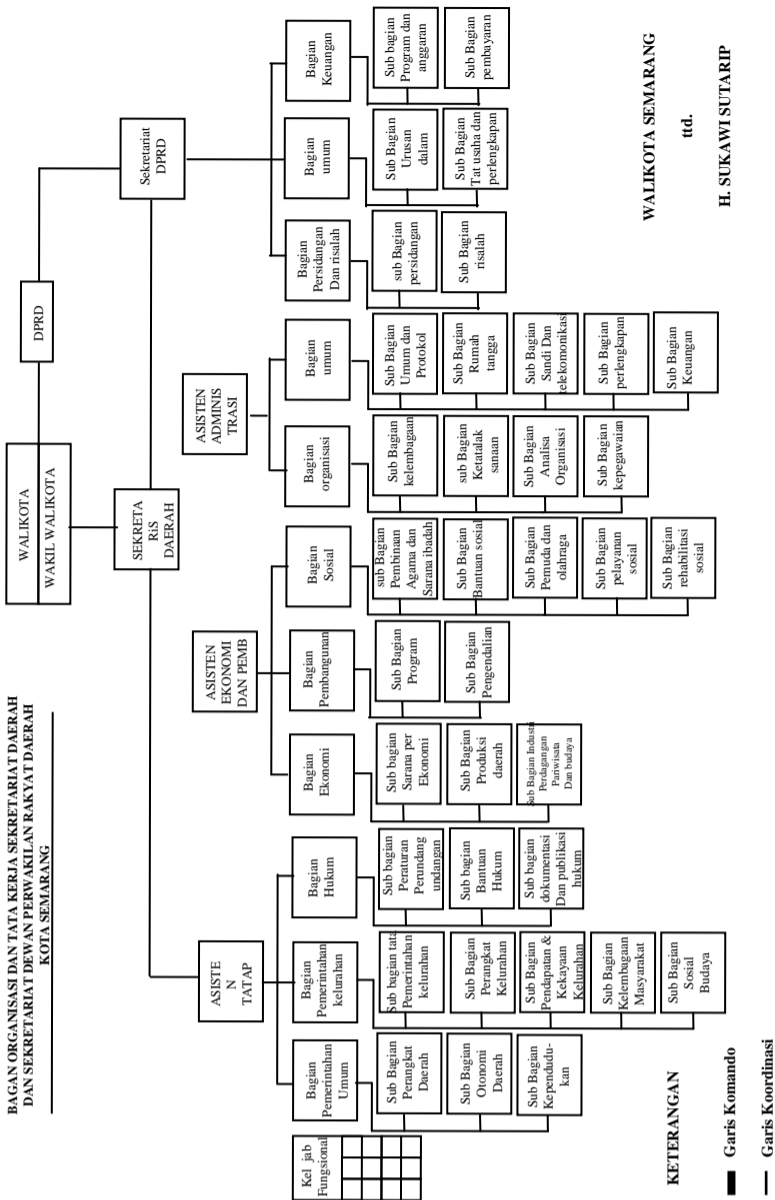 BAGAN ORGANISASI DAN TATA KERJA SEKRETARIAT DAERAH
DAN SEKRETARIAT DEWAN PERWAKILAN RAKYAT DAERAH
KOTA SEMARANG
WALIKOTA
WAKIL WALIKOTA
DPRD
SEKRETA
RiS
DAERAH
Sekretariat
DPRD
ASISTE
N
TATAP
ASISTEN
EKONOMI
DAN PEMB
ASISTEN
ADMINIS
TRASI
Kel jab
Fungsional
Bagian
Pemerintahan
Umum
Sub Bagian
Perangkat
Daerah
Sub Bagian
Otonomi
Daerah
Sub Bagian
Kependudu-
kan
Bagian
Pemerintahan
kelurahan
Sub bagian tata
Pemerintahan
kelurahan
Sub Bagian
Perangkat
Kelurahan
Sub Bagian
Pendapatan &
Kekayaan
Kelurahan
Sub Bagian
Kelembagaan
Masyarakat
Sub Bagian
Sosial
Budaya
Bagian
Hukum
Sub bagian
Peraturan
Perundang
undangan
Sub bagian
Bantuan
Hukum
Sub bagian
dokumentasi
Dan publikasi
hukum
Bagian
Ekonomi
Sub bagian
Sarana per
Ekonomi
Sub Bagian
Produksi
daerah
Sub Bagian Industri
Perdagangan
Pariwisata
Dan budaya
Bagian
Pembangunan
Sub Bagian
Program
Sub Bagian
Pengendalian
Bagian
Sosial
sub Bagian
Pembinaan
Agama dan
Sarana ibadah
Sub Bagian
Bantuan sosial
Sub Bagian
Pemuda dan
olahraga
Sub Bagian
pelayanan
sosial
Sub Bagian
rehabilitasi
sosial
Bagian
organisasi
Sub Bagian
kelembagaan
sub Bagian
Ketatalak
sanaan
Sub Bagian
Analisa
Organisasi
Sub Bagian
kepegawaian
Bagian
umum
Sub Bagian
Umum dan
Protokol
Sub Bagian
Rumah
tangga
Sub Bagian
Sandi Dan
telekomonikasi
Sub Bagian
perlengkapan
Sub Bagian
Keuangan
Bagian
Persidangan
Dan risalah
sub Bagian
persidangan
Sub Bagian
risalah
Bagian
umum
Sub Bagian
Urusan
dalam
Sub Bagian
Tat usaha dan
perlengkapan
Bagian
Keuangan
Sub bagian
Program dan
anggaran
Sub Bagian
pembayaran
KETERANGAN
Garis Komando
Garis Koordinasi
WALIKOTA SEMARANG
ttd.
H. SUKAWI SUTARIP